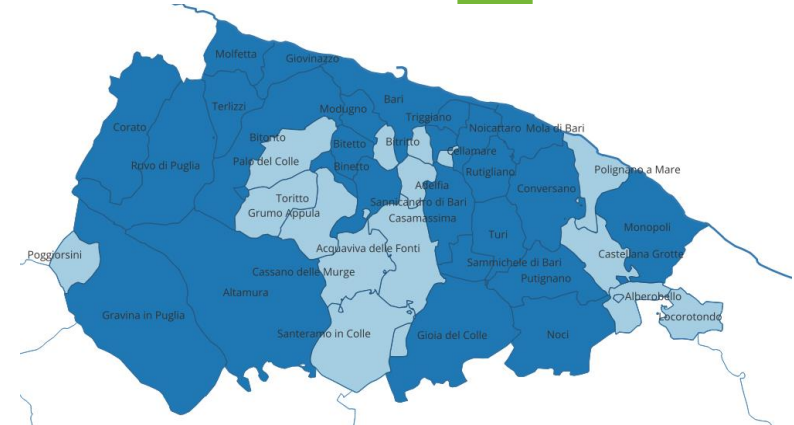 Molfetta
Giovinazzo
Bari
Terlizzi
Modugno
Triggiano
Corato
Noicattaro
Mola di Bari
Bitonto
Bitetto
Bitritto
Cellamare
Ruvo di Puglia
Palo del Colle
Binetto
Rutigliano
Polignano a Mare
Adelfia
Conversano
Toritto
Sannicandro di Bari
Grumo Appula
Casamassima
Monopoli
Turi
Acquaviva delle Fonti
Poggiorsini
Castellana Grotte
Sammichele di Bari
Cassano delle Murge
Putignano
Altamura
Alberobello
Gravina in Puglia
Locorotondo
Santeramo in Colle
Gioia del Colle
Noci